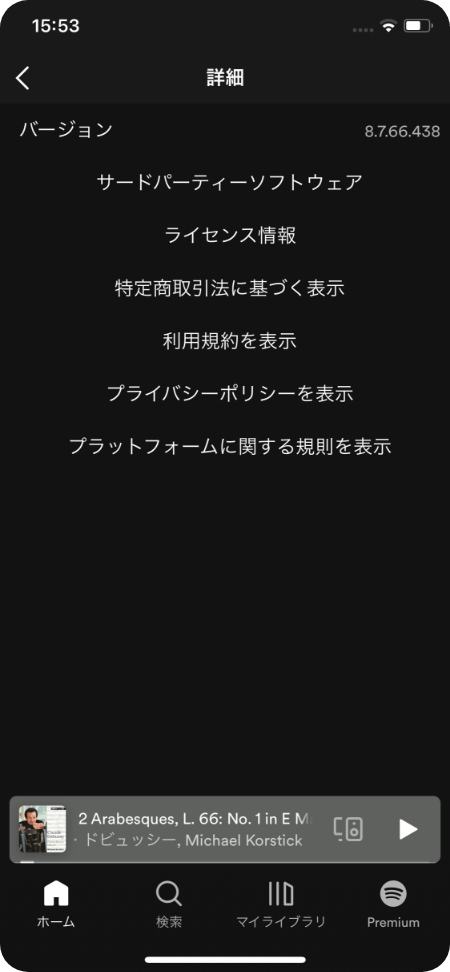 15:53
詳細
バージョン 8.7.66.438
サードパーティーソフトウェア
ライセンス情報
特定商取引法に基づく表示
利用規約を表示
プライバシーポリシーを表示
プラットフォームに関する規則を表示
2 Arabesques, L. 66: No. 1 in E M
・ドビュッシー, Michael Korstick
ホーム 検索 マイライブラリ Premium